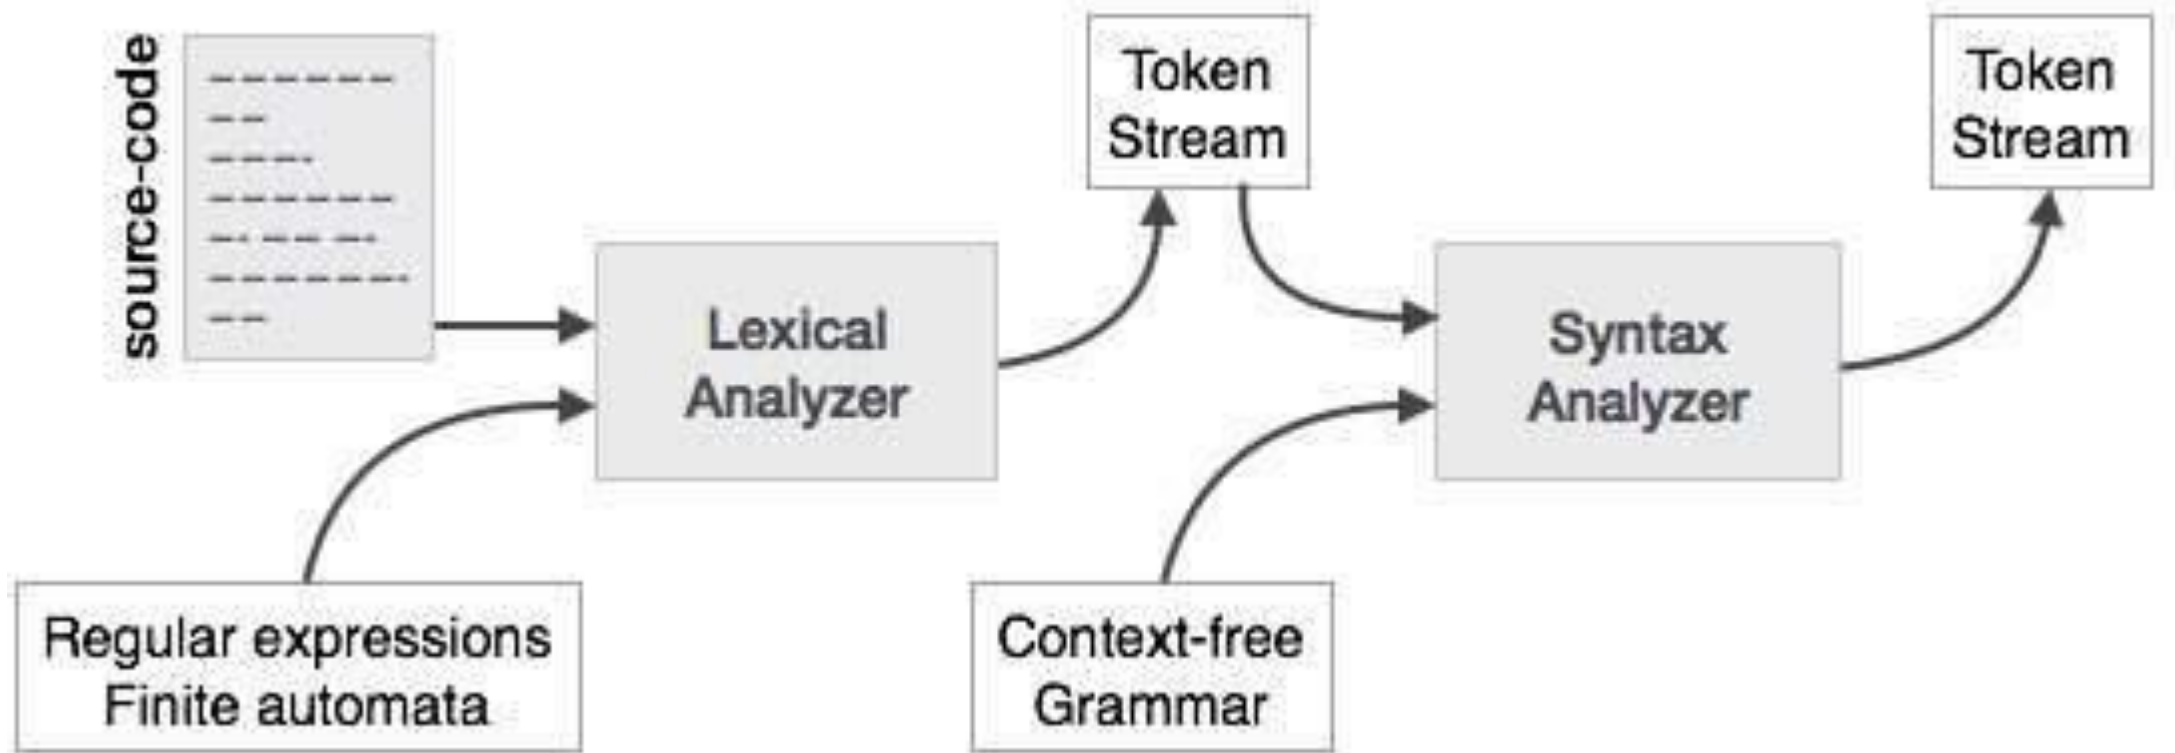 source-code
Token
Stream
Token
Stream
Lexical
Analyzer
Syntax
Analyzer
Regular expressions
Finite automata
Context-free
Grammar